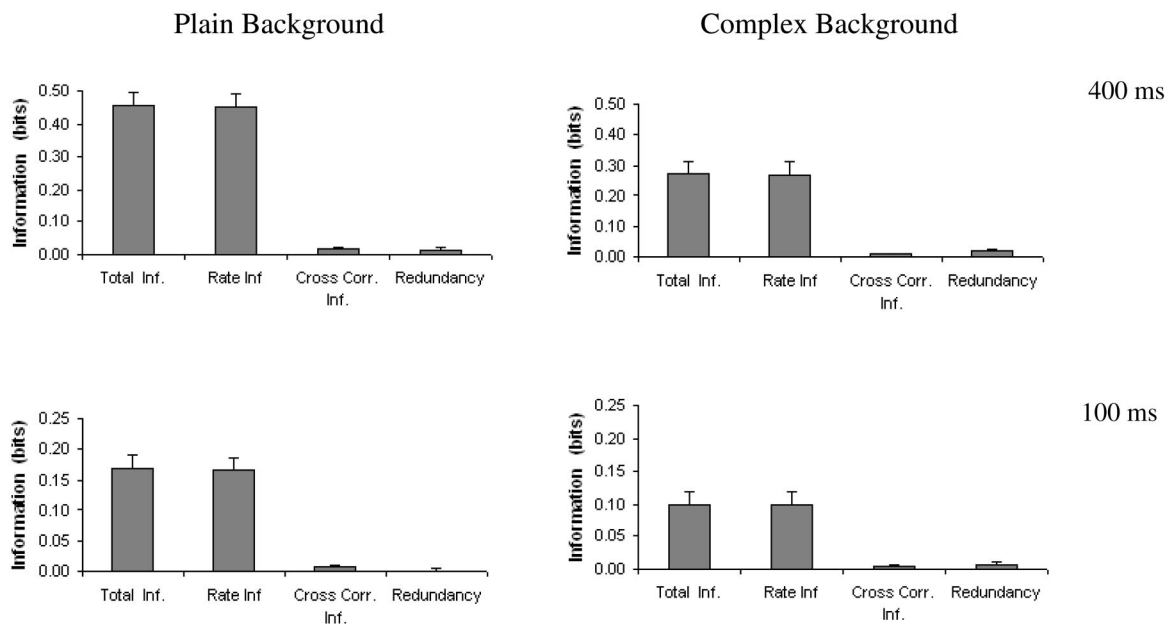 Plain Background
Complex Background
400 ms
Information (bits)
0.50
0.40
0.30
0.20
0.10
0.00
Total Inf.
Rate Inf
Cross Corr.
Inf.
Redundancy
Information (bits)
0.50
0.40
0.30
0.20
0.10
0.00
Total Inf.
Rate Inf
Cross Corr.
Inf.
Redundancy
100 ms
Information (bits)
0.25
0.20
0.15
0.10
0.05
0.00
Total Inf.
Rate Inf
Cross Corr.
Inf.
Redundancy
Information (bits)
0.25
0.20
0.15
0.10
0.05
0.00
Total Inf.
Rate Inf
Cross Corr.
Inf.
Redundancy